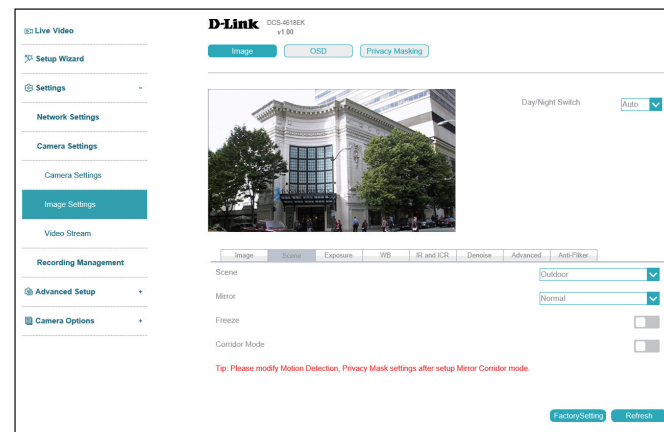 D-Link DCS-4618EK
v1.00
Live Video
Setup Wizard
Settings -
Network Settings
Camera Settings
Camera Settings
Image Settings
Video Stream
Recording Management
Advanced Setup +
Camera Options +
Image OSD Privacy Masking
Day/Night Switch Auto
Image Scene Exposure WB IR and ICR Denoise Advanced Anti-Fliker
Scene Outdoor
Mirror Normal
Freeze
Corridor Mode
Tip: Please modify Motion Detection, Privacy Mask settings after setup Mirror Corridor mode.
FactorySetting Refresh